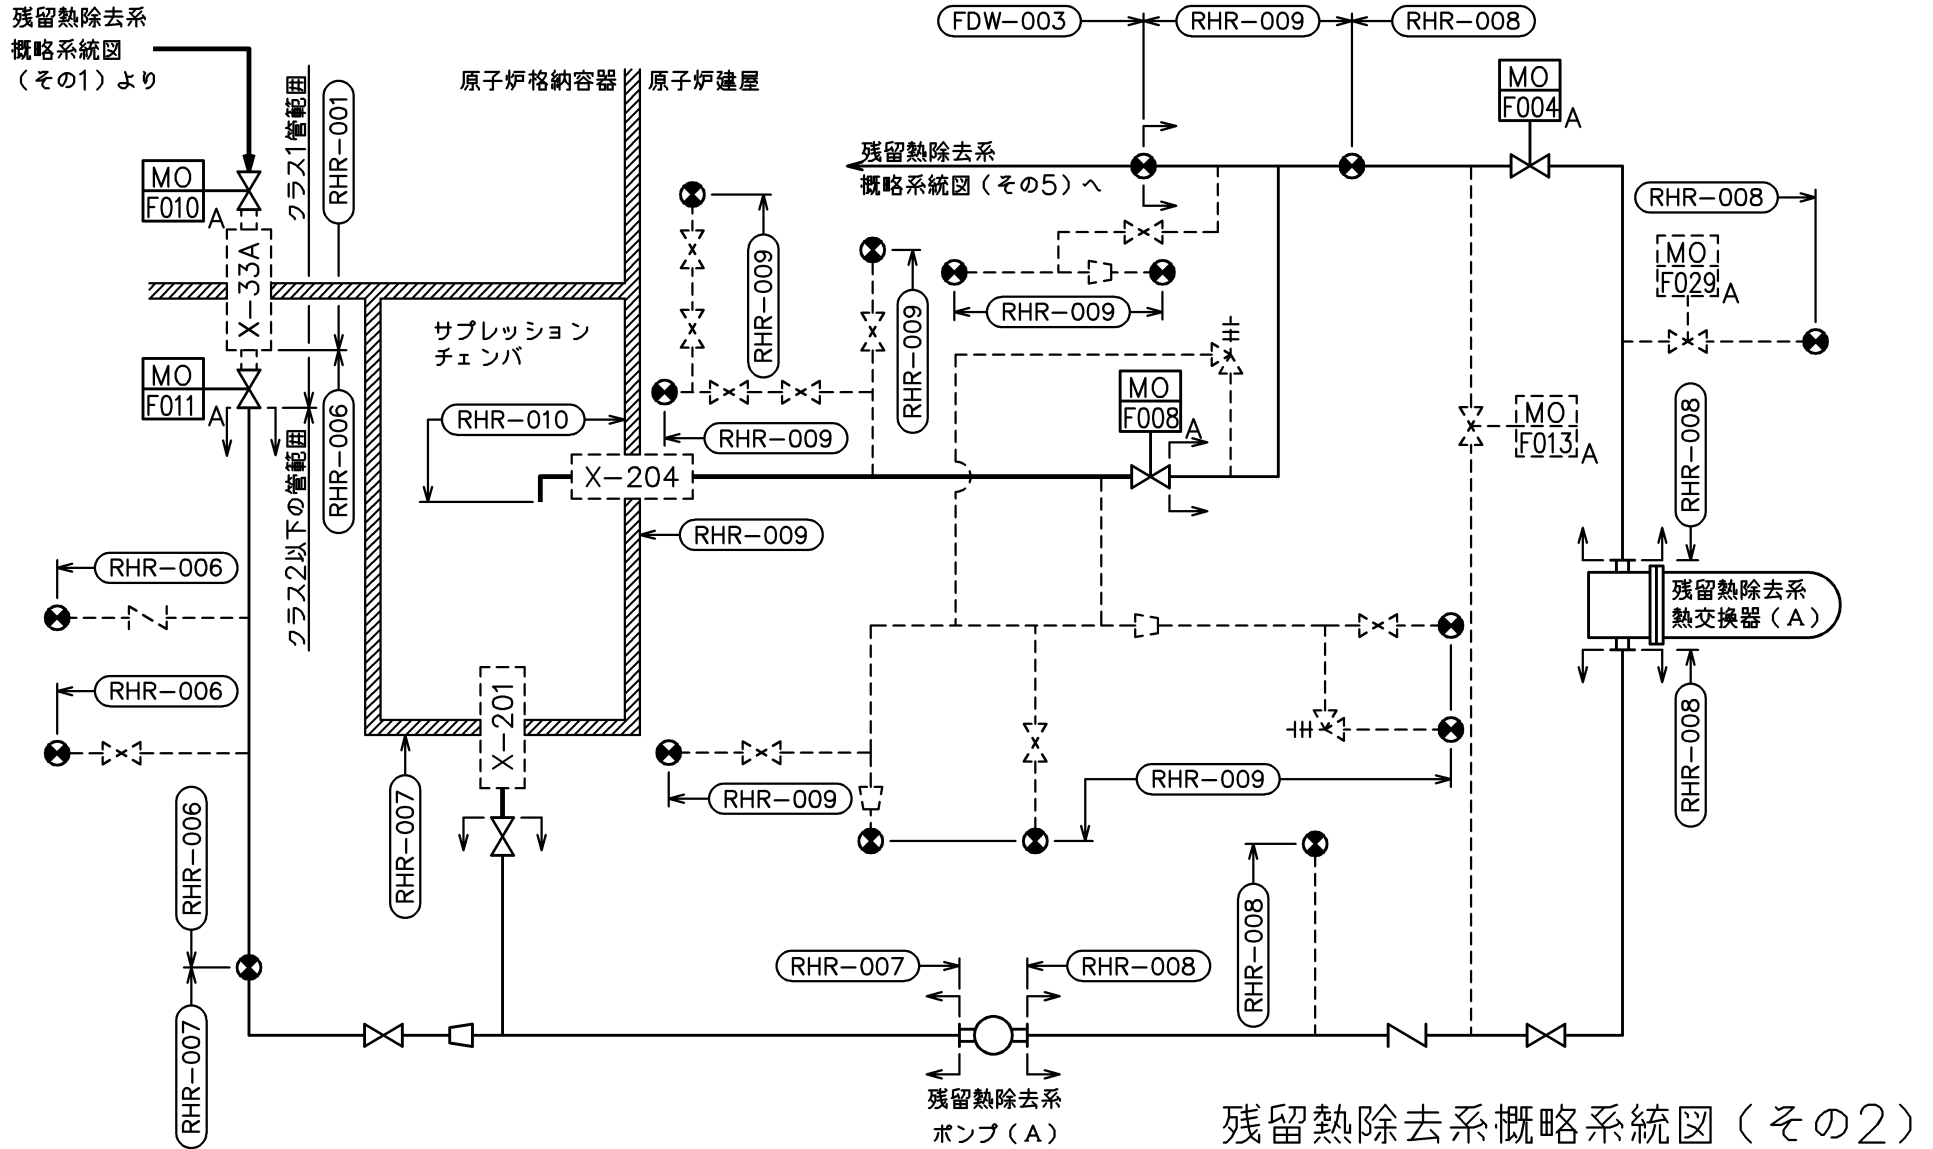 残留熱除去系
概略系統図
（その1）より
クラス1管範囲
RHR-001
原子炉格納容器
原子炉建屋
FDW-003
RHR-009
RHR-008
MO
F004
A
残留熱除去系
概略系統図（その5）へ
MO
F010
A
X-33A
MO
F011
A
RHR-006
クラス2以下の管範囲
サプレッション
チェンバ
RHR-010
X-204
RHR-009
RHR-009
RHR-009
RHR-009
RHR-009
MO
F008
A
RHR-008
MO
F029
A
MO
F013
A
RHR-008
残留熱除去系
熱交換器（A）
RHR-008
RHR-006
RHR-006
X-201
RHR-007
RHR-009
RHR-009
RHR-006
RHR-007
RHR-007
RHR-008
RHR-008
残留熱除去系
ポンプ（A）
残留熱除去系概略系統図（その2）